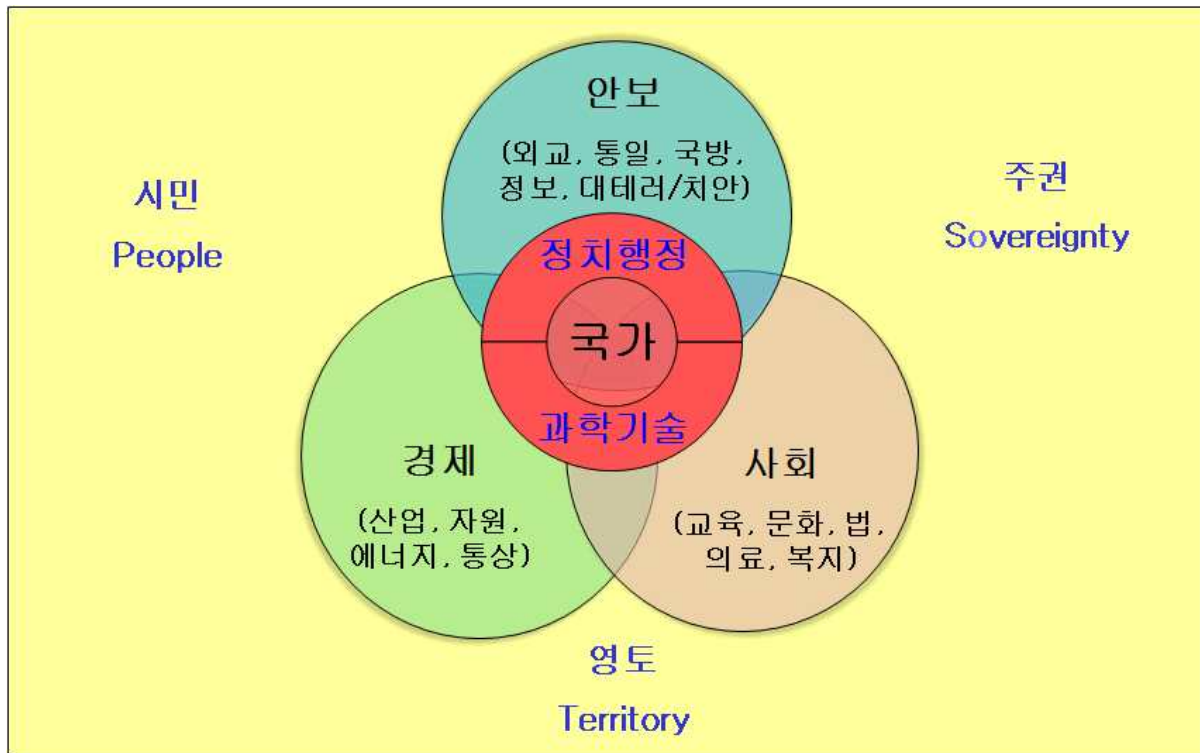 안보
(외교, 통일, 국방,
정보, 대테러/치안)
시민
People
주권
Sovereignty
정치행정
국가
과학기술
경제
(산업, 자원,
에너지, 통상)
사회
(교육, 문화, 법,
의료, 복지)
영토
Territory